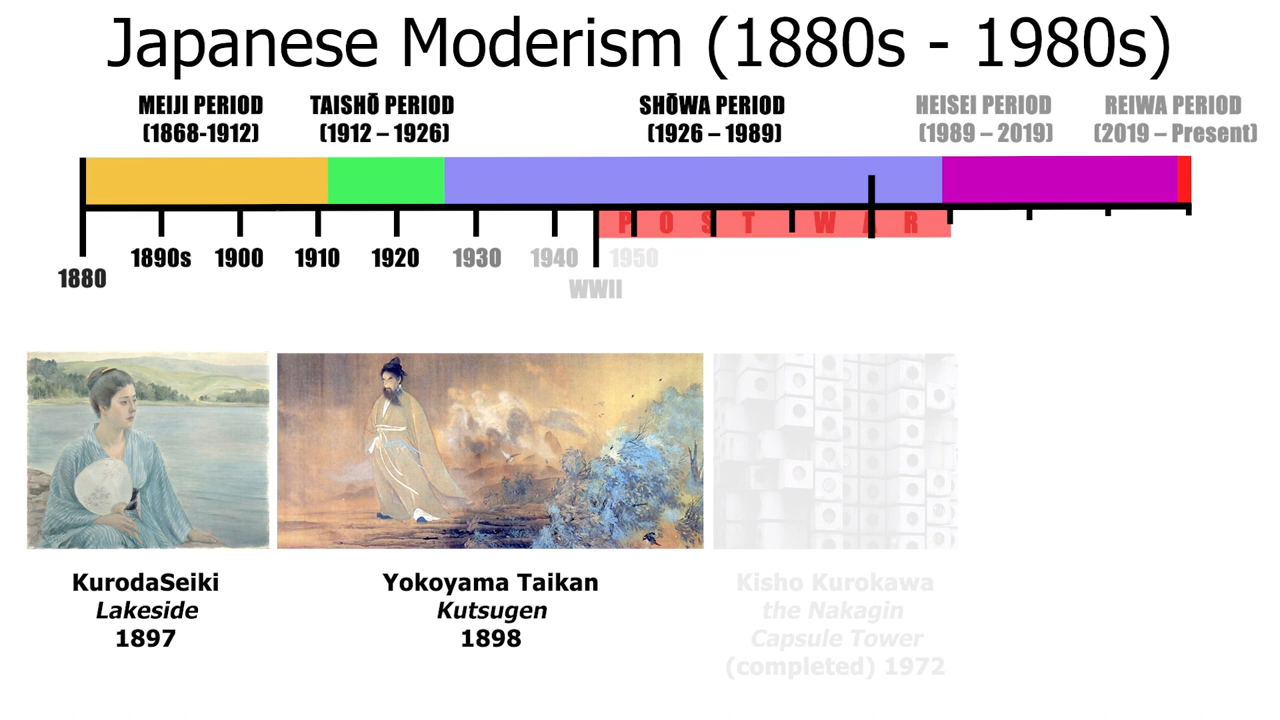 Japanese Moderism (1880s - 1980s)
MEIJI PERIOD
(1868-1912)
TAISHŌ PERIOD
(1912 – 1926)
SHŌWA PERIOD
(1926 – 1989)
HEISEI PERIOD
(1989 – 2019)
REIWA PERIOD
(2019 – Present)
POST WAR
1880
1890s
1900
1910
1920
1930
1940
1950
WWII
KurodaSeiki
Lakeside
1897
Yokoyama Taikan
Kutsugen
1898
Kisho Kurokawa
the Nakagin
Capsule Tower
(completed) 1972